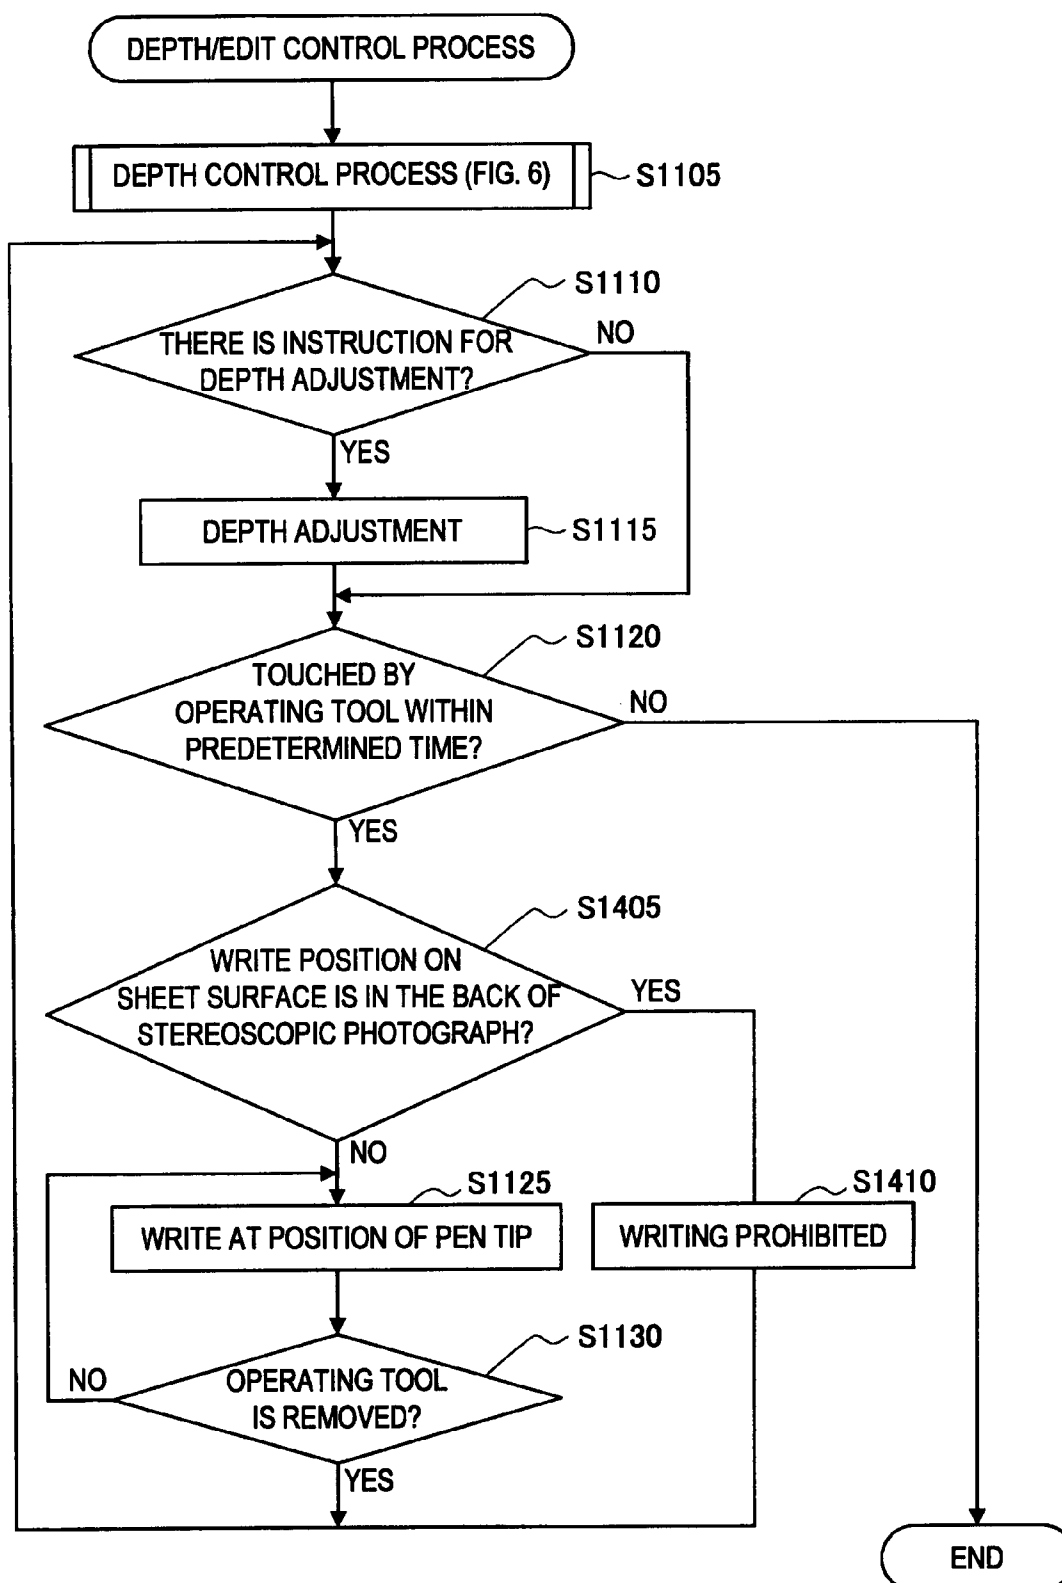 DEPTH/EDIT CONTROL PROCESS
DEPTH CONTROL PROCESS (FIG. 6)
S1105
S1110
THERE IS INSTRUCTION FOR
DEPTH ADJUSTMENT?
NO
YES
DEPTH ADJUSTMENT
S1115
S1120
TOUCHED BY
OPERATING TOOL WITHIN
PREDETERMINED TIME?
NO
YES
S1405
WRITE POSITION ON
SHEET SURFACE IS IN THE BACK OF
STEREOSCOPIC PHOTOGRAPH?
YES
NO
S1125
WRITE AT POSITION OF PEN TIP
S1410
WRITING PROHIBITED
S1130
OPERATING TOOL
IS REMOVED?
NO
YES
END